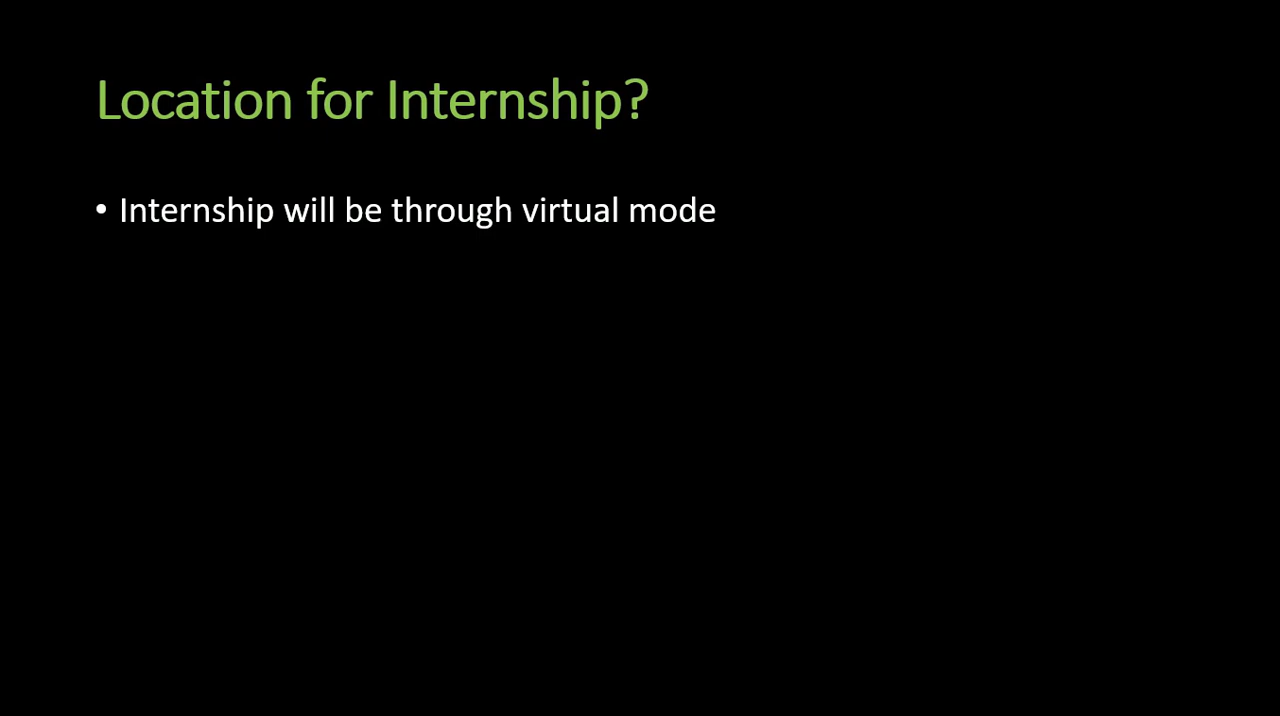 Location for Internship?
• Internship will be through virtual mode